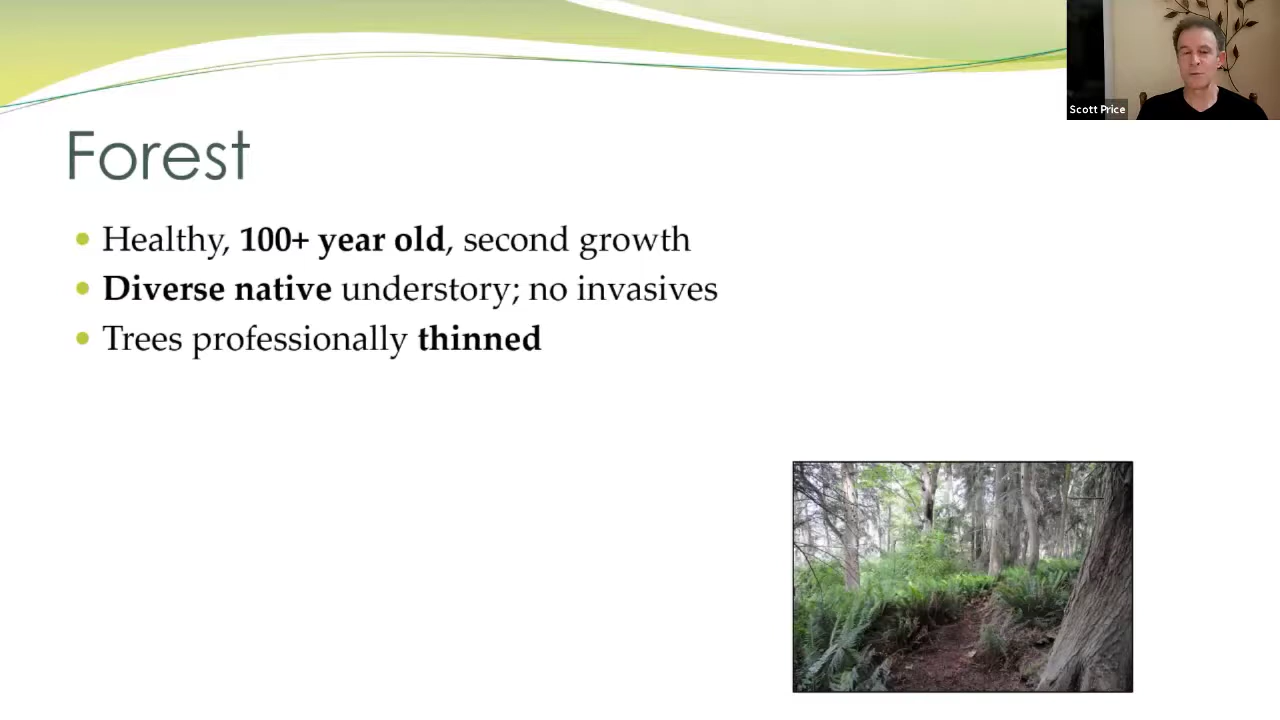 Scott Price
Forest
Healthy, 100+ year old, second growth
Diverse native understory; no invasives
Trees professionally thinned